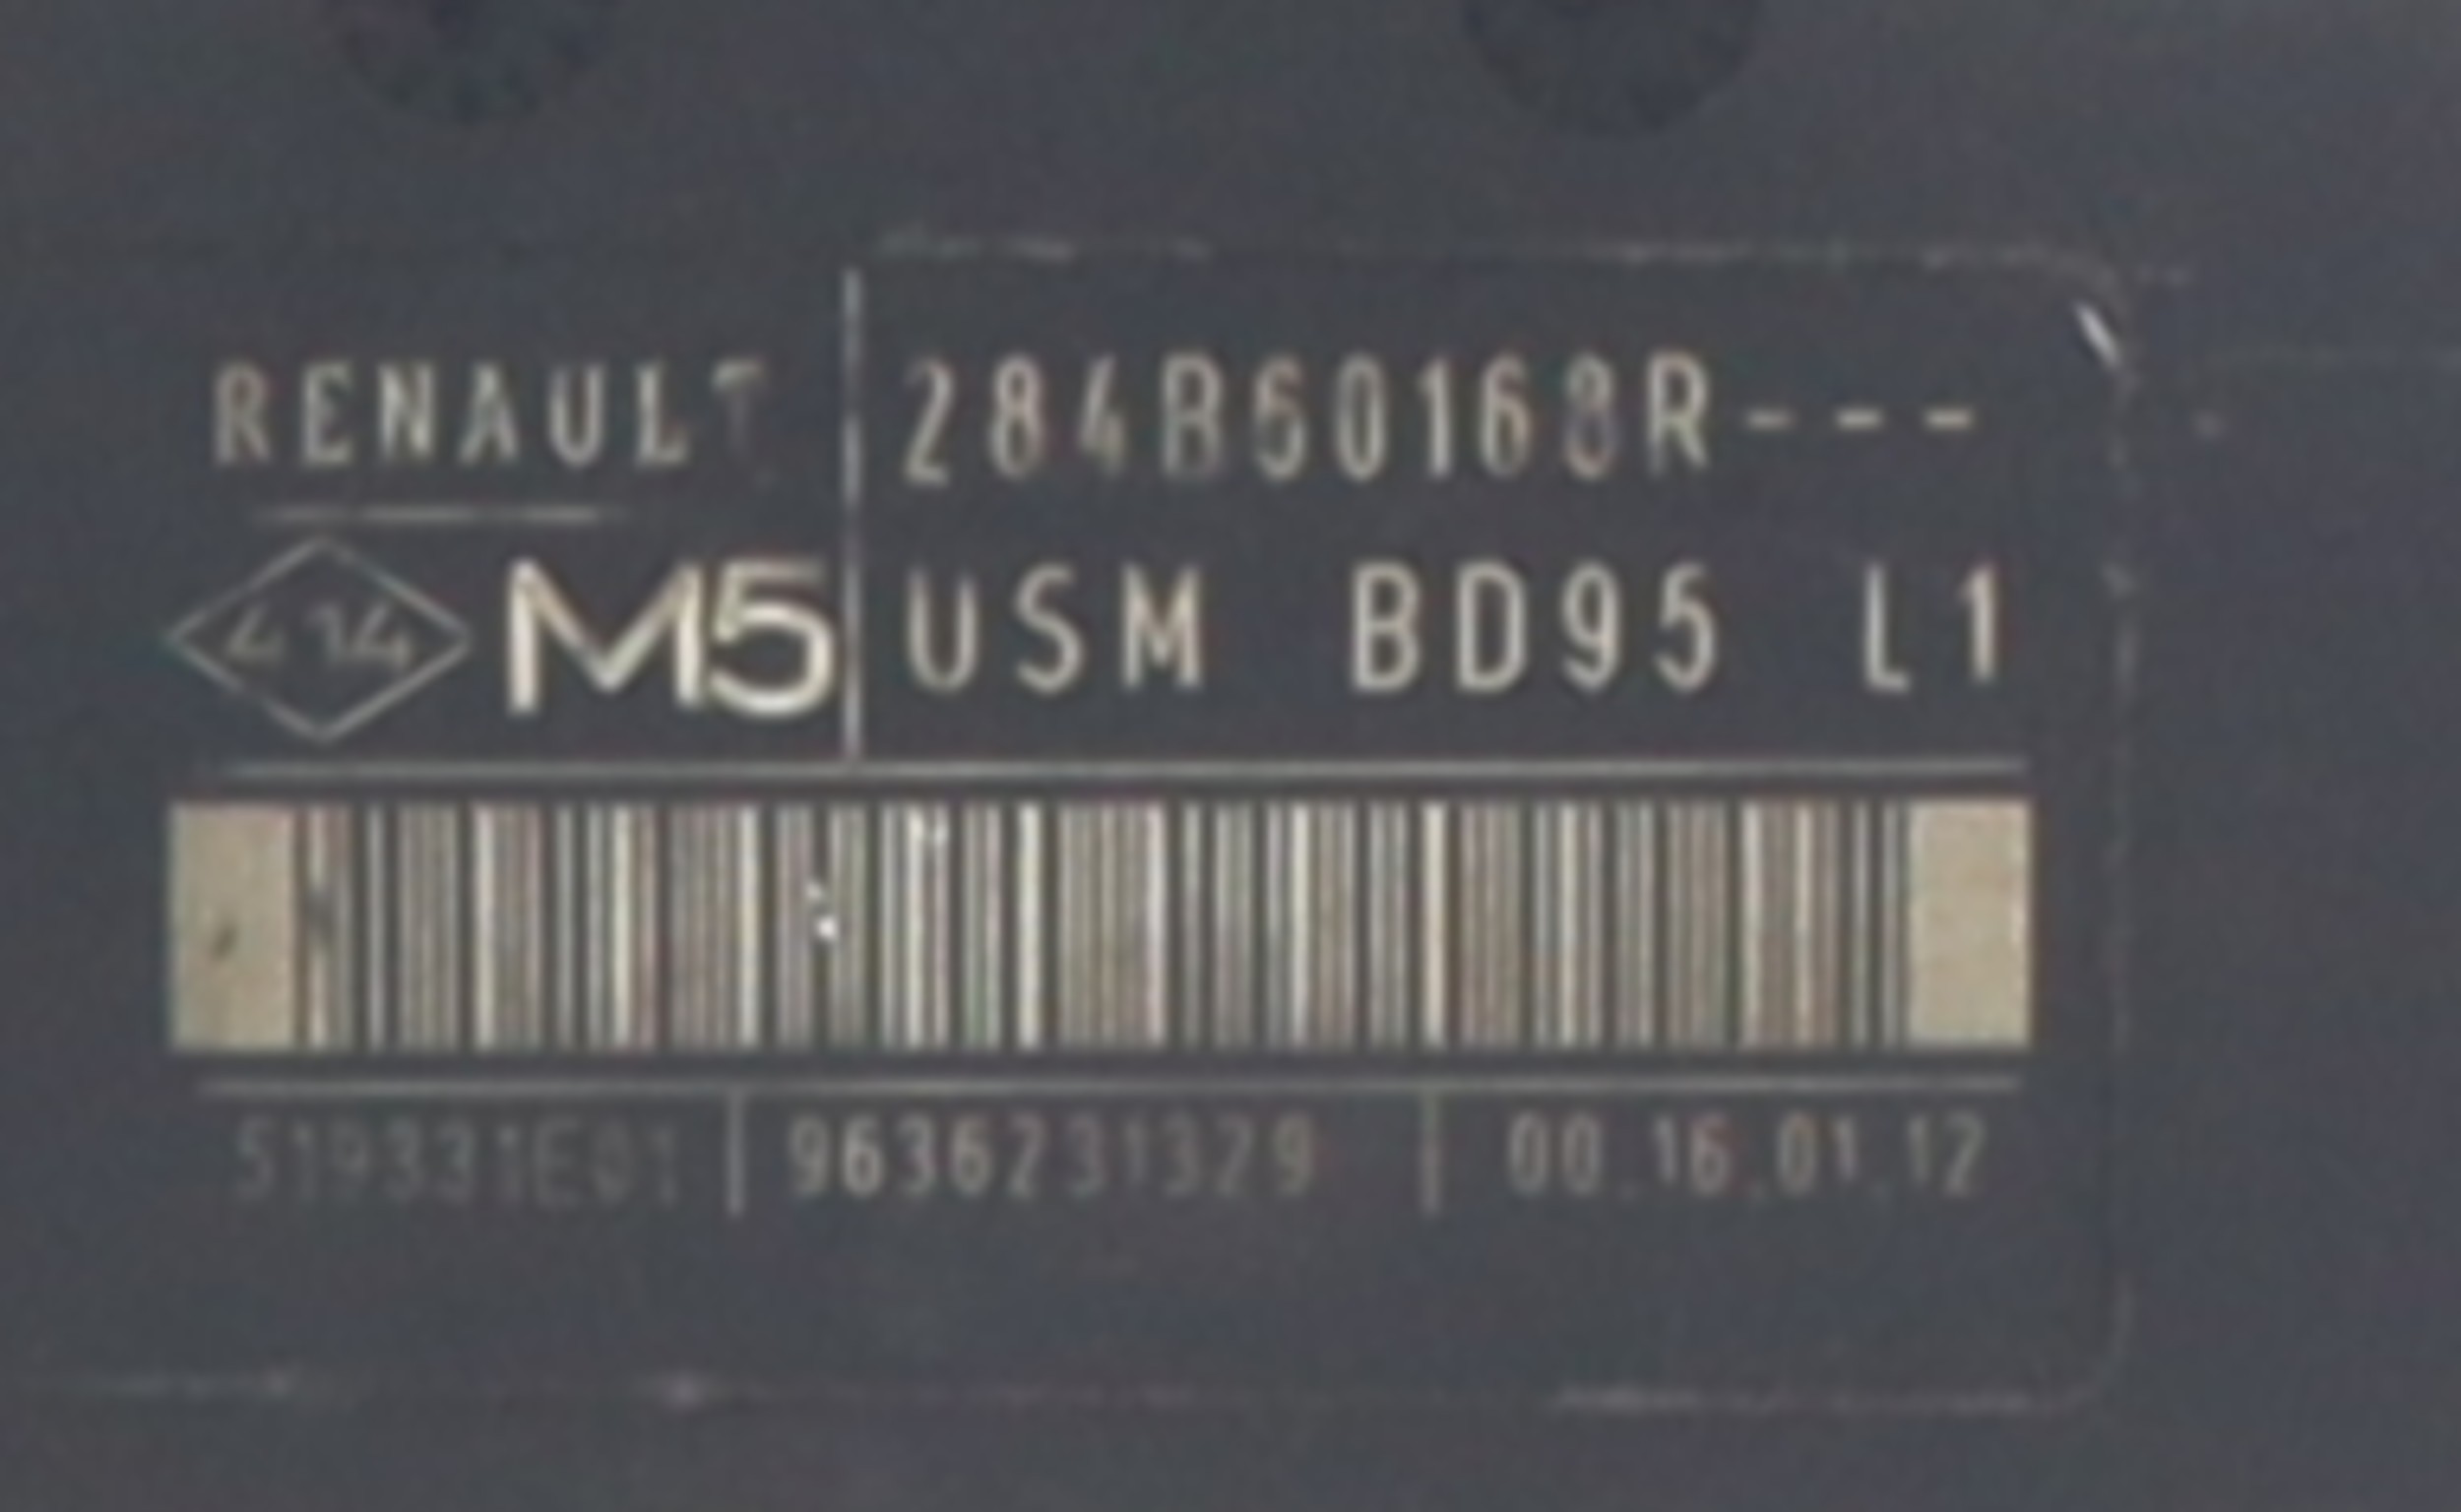 RENAULT
284B60168R---
414 M5
USM BD95 L1
519331E01 9636231329 00.16.01.12